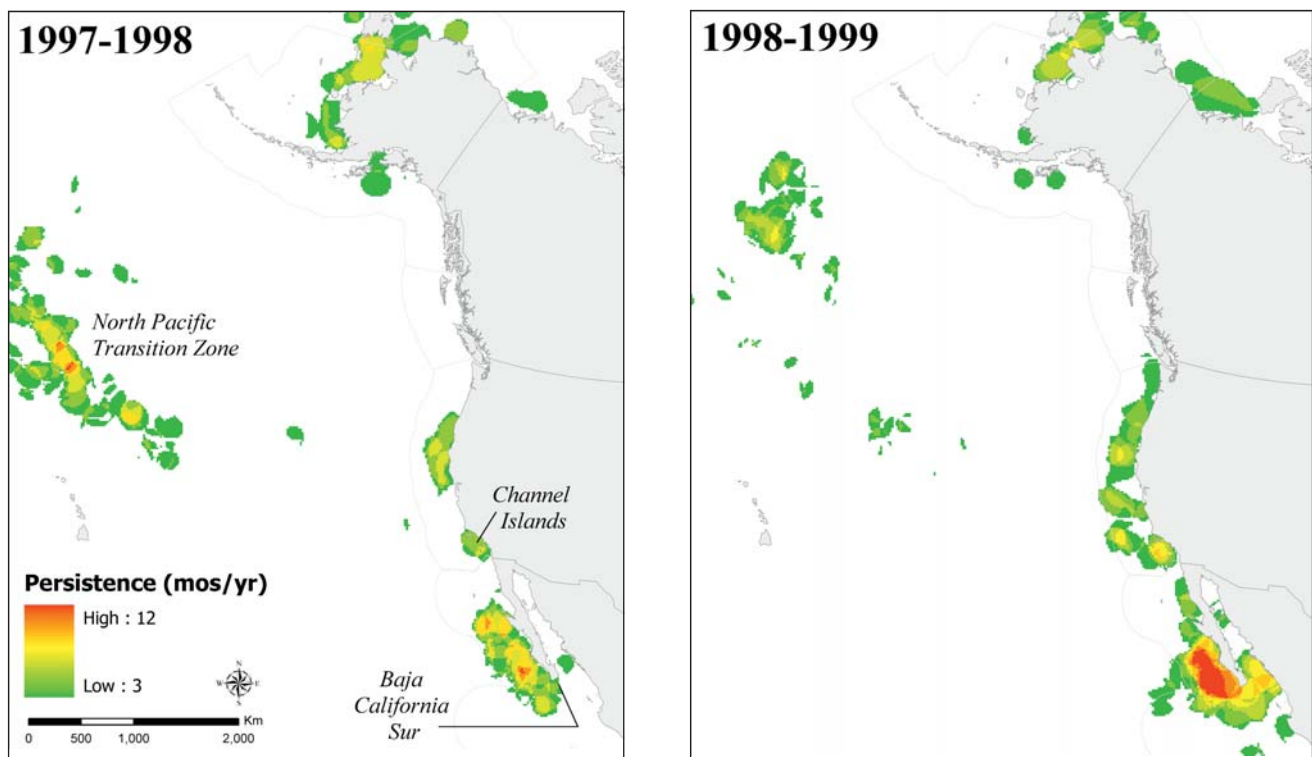 1997-1998
North Pacific
Transition Zone
Channel
Islands
Persistence (mos/yr)
High : 12
Low : 3
N
W E
S
Km
0 500 1,000 2,000
Baja
California
Sur
1998-1999